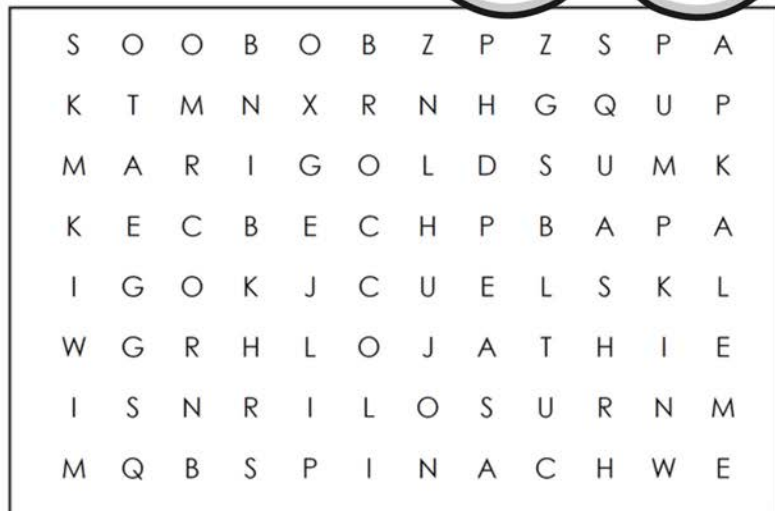 S O O B O B Z P Z S P A
K T M N X R N H G Q U P
M A R I G O L D S U M K
K E C B E C H P B A P A
I G O K J C U E L S K L
W G R H L O J A T H I E
I S N R I L O S U R N M
M Q B S P I N A C H W E